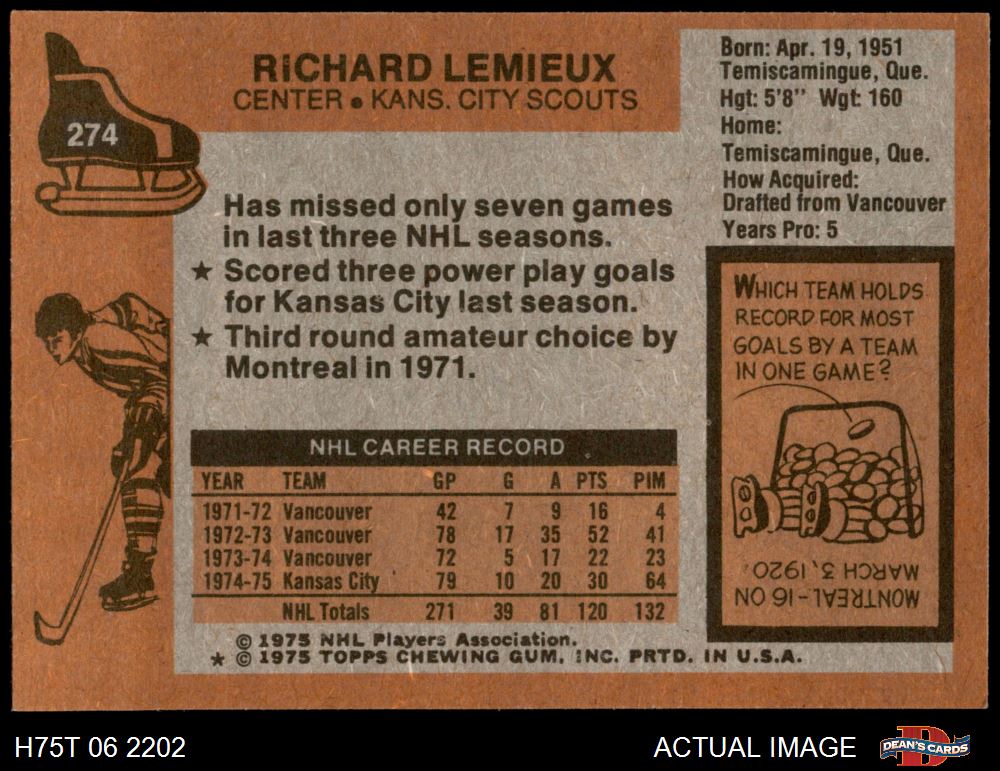 274
RICHARD LEMIEUX
CENTER • KANS. CITY SCOUTS
Born: Apr. 19, 1951
Temiscamingue, Que.
Hgt: 5'8" Wgt: 160
Home:
Temiscamingue, Que.
How Acquired:
Drafted from Vancouver
Years Pro: 5
Has missed only seven games
in last three NHL seasons.
★ Scored three power play goals
for Kansas City last season.
★ Third round amateur choice by
Montreal in 1971.
WHICH TEAM HOLDS
RECORD FOR MOST
GOALS BY A TEAM
IN ONE GAME?
MONTREAL-16 ON
MARCH 3, 1920.
NHL CAREER RECORD
YEAR TEAM GP G A PTS PIM
1971-72 Vancouver 42 7 9 16 4
1972-73 Vancouver 78 17 35 52 41
1973-74 Vancouver 72 5 17 22 23
1974-75 Kansas City 79 10 20 30 64
NHL Totals 271 39 81 120 132
© 1975 NHL Players Association.
★ © 1975 TOPPS CHEWING GUM, INC. PRTD. IN U.S.A.
H75T 06 2202
ACTUAL IMAGE
DEAN'S CARDS